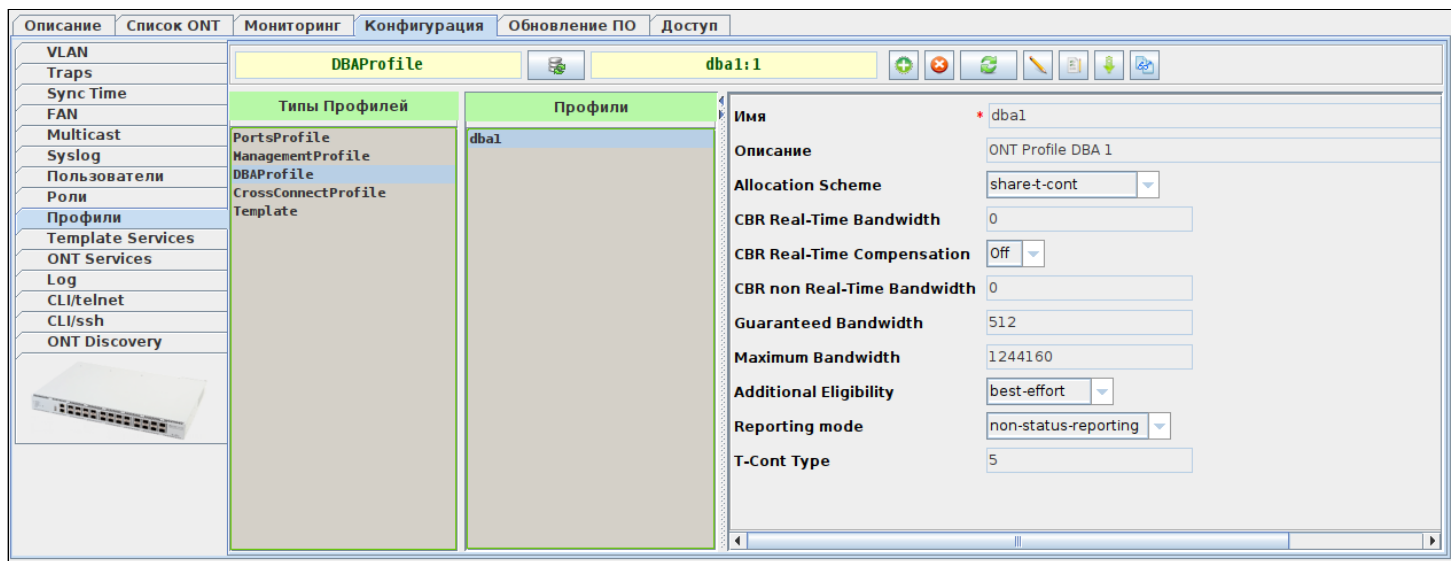 Описание Список ONT Мониторинг Конфигурация Обновление ПО Доступ
VLAN
Traps
Sync Time
FAN
Multicast
Syslog
Пользователи
Роли
Профили
Template Services
ONT Services
Log
CLI/telnet
CLI/ssh
ONT Discovery
DBAProfile dba1:1
Типы Профилей
PortsProfile
ManagementProfile
DBAProfile
CrossConnectProfile
Template
Профили
dba1
Имя * dba1
Описание ONT Profile DBA 1
Allocation Scheme share-t-cont
CBR Real-Time Bandwidth 0
CBR Real-Time Compensation Off
CBR non Real-Time Bandwidth 0
Guaranteed Bandwidth 512
Maximum Bandwidth 1244160
Additional Eligibility best-effort
Reporting mode non-status-reporting
T-Cont Type 5